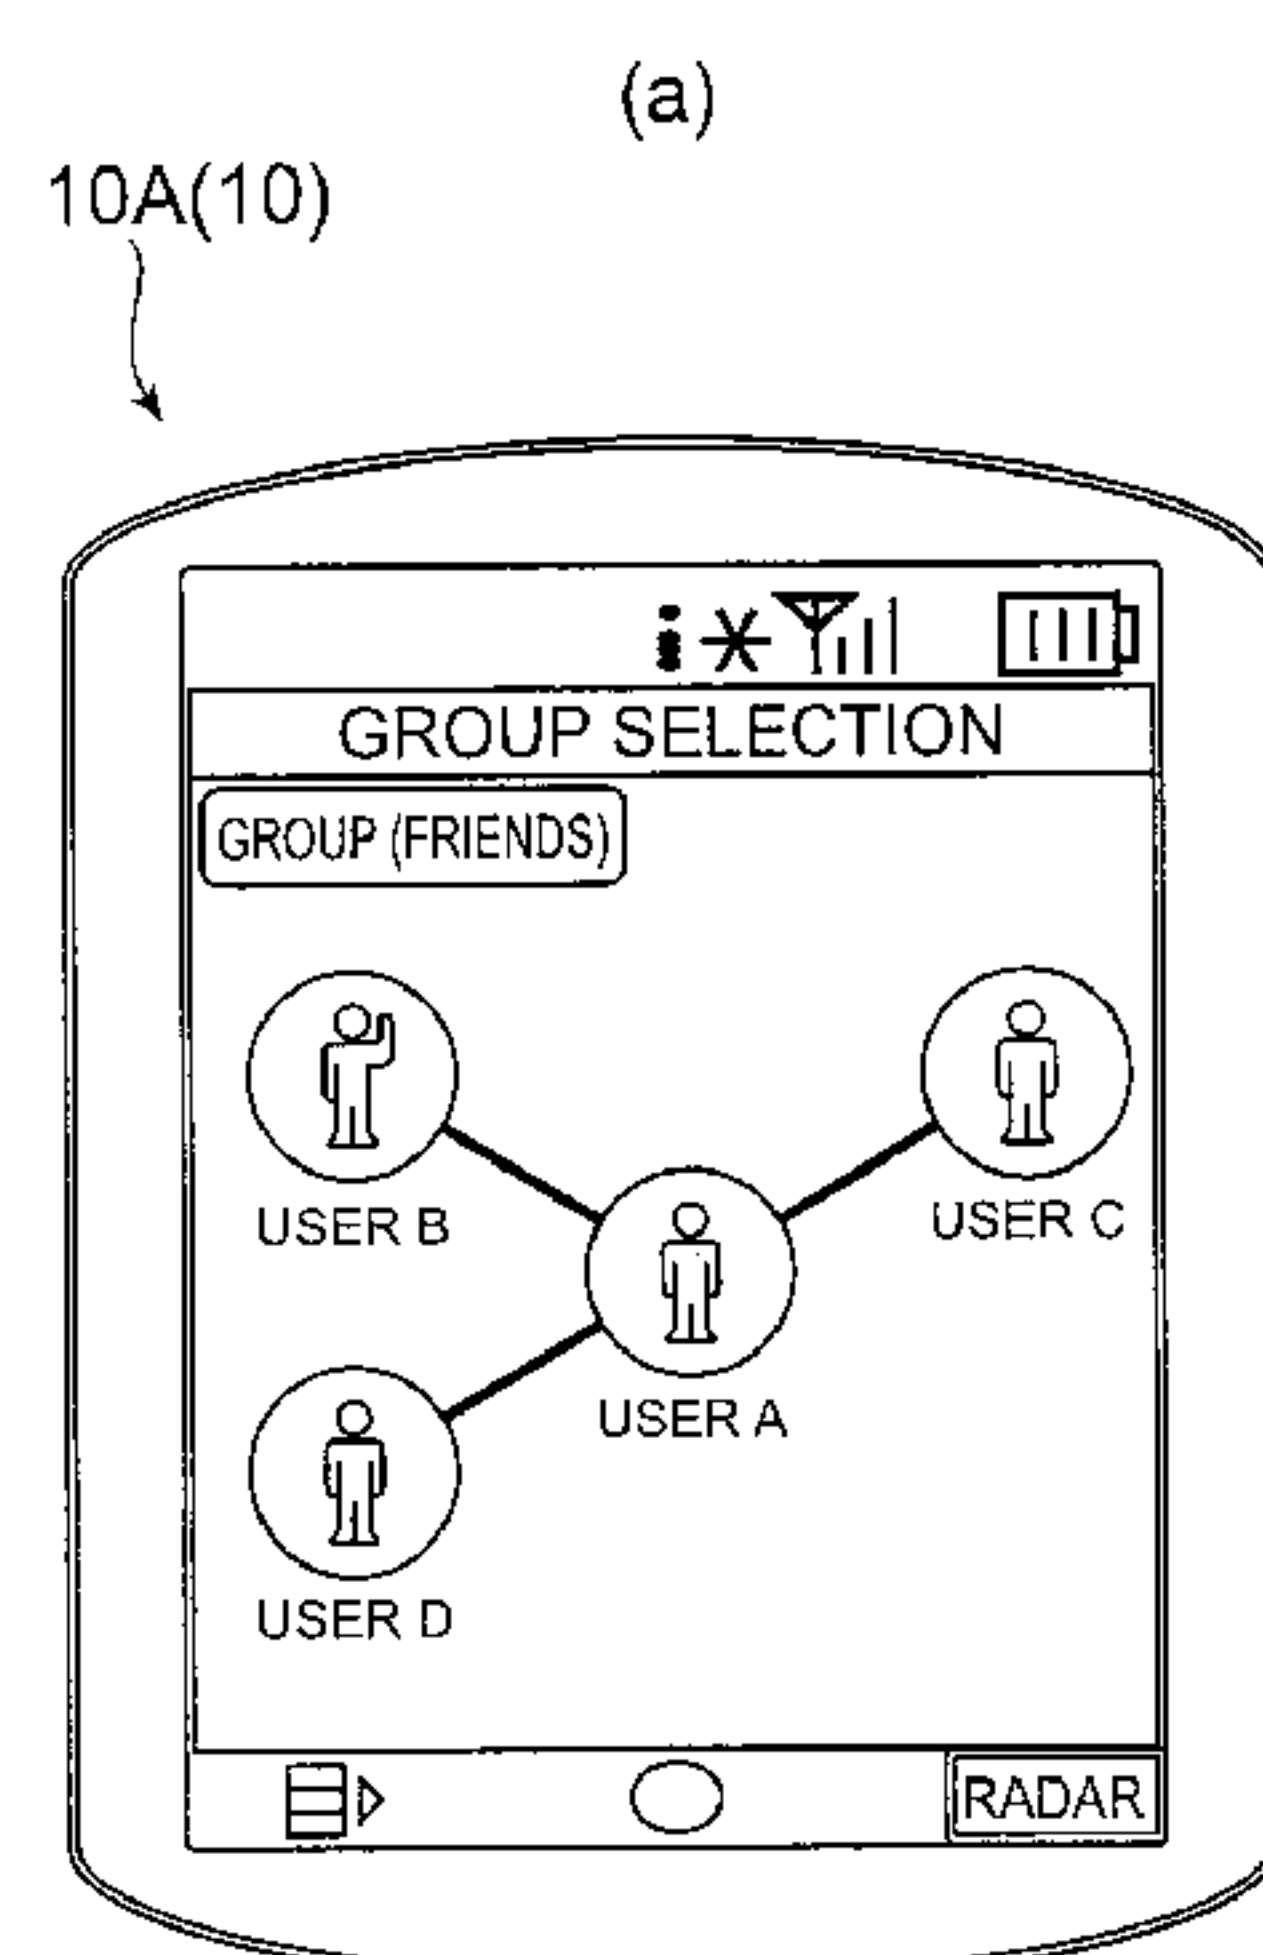 (a)
10A(10)
GROUP SELECTION
GROUP (FRIENDS)
USER B
USER C
USER A
USER D
RADAR